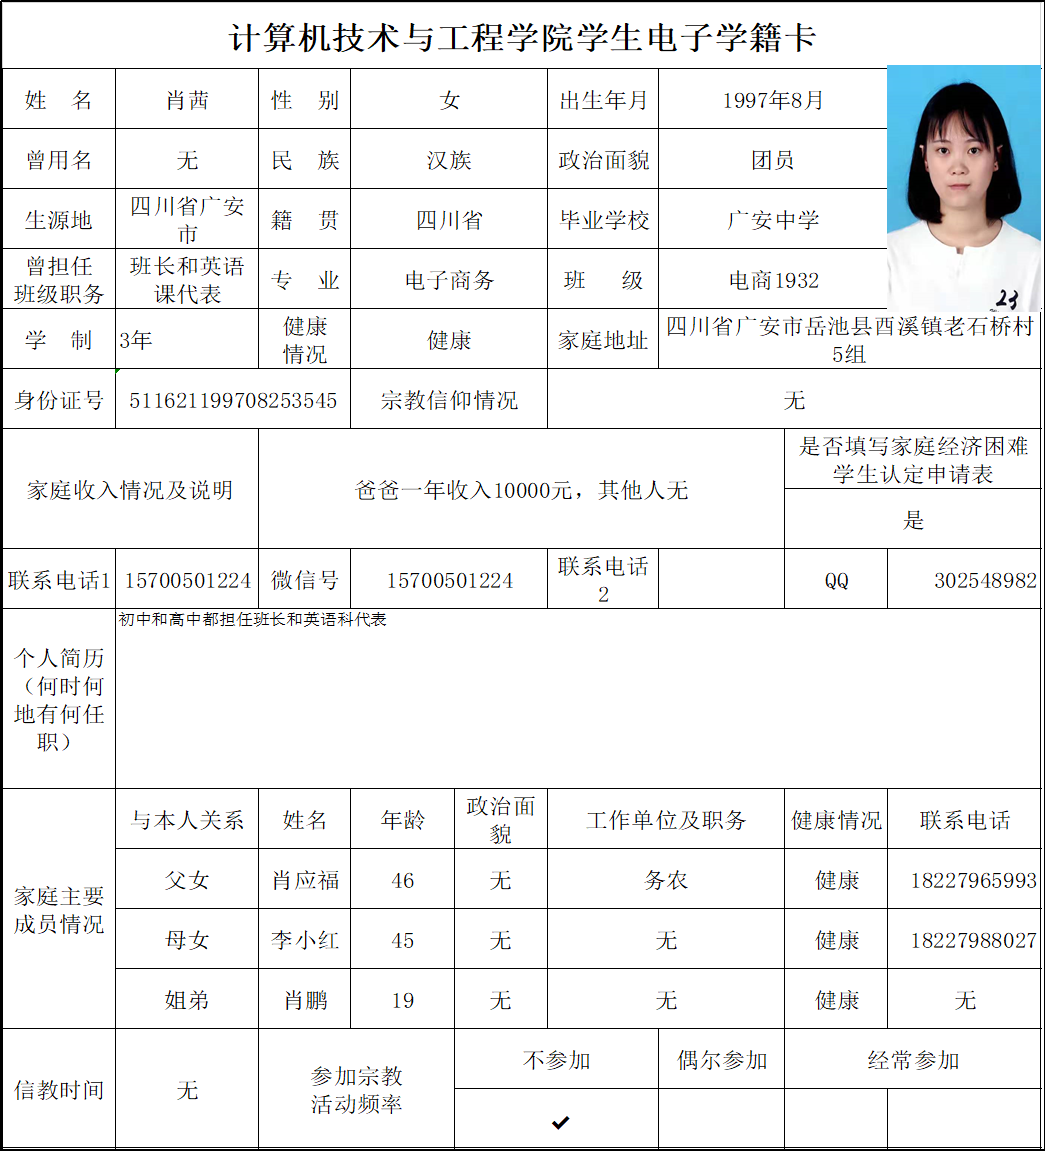 计算机技术与工程学院学生电子学籍卡
姓 名 肖茜 性 别 女 出生年月 1997年8月
曾用名 无 民 族 汉族 政治面貌 团员
生源地 四川省广安
市 籍 贯 四川省 毕业学校 广安中学
曾担任
班级职务 班长和英语
课代表 专 业 电子商务 班 级 电商1932
23
学 制 3年 健康
情况 健康 家庭地址 四川省广安市岳池县酉溪镇老石桥村
5组
身份证号 511621199708253545 宗教信仰情况 无
家庭收入情况及说明 爸爸一年收入10000元，其他人无 是否填写家庭经济困难
学生认定申请表
是
联系电话1 15700501224 微信号 15700501224 联系电话
2 QQ 302548982
个人简历
（何时何
地有何任
职） 初中和高中都担任班长和英语科代表
家庭主要
成员情况
与本人关系 姓名 年龄 政治面
貌 工作单位及职务 健康情况 联系电话
父女 肖应福 46 无 务农 健康 18227965993
母女 李小红 45 无 无 健康 18227988027
姐弟 肖鹏 19 无 无 健康 无
信教时间 无 参加宗教
活动频率 不参加 偶尔参加 经常参加
✔